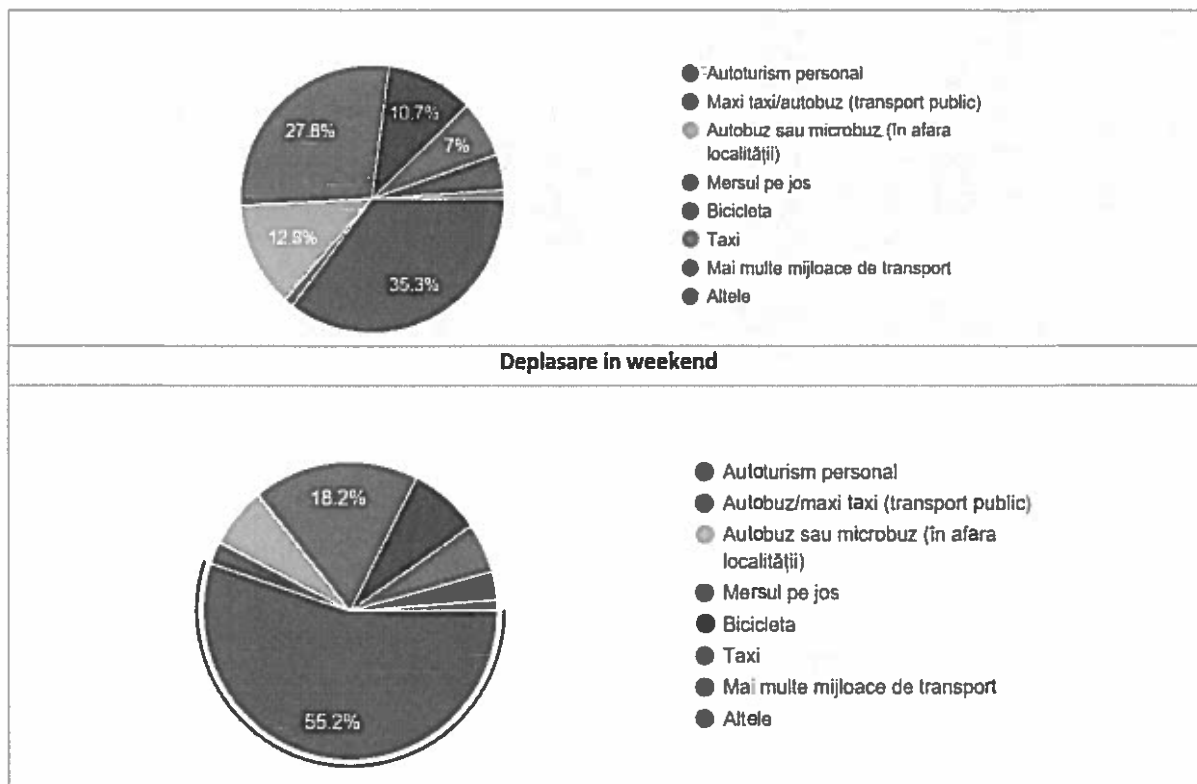 Autoturism personal
Maxi taxi/autobuz (transport public)
Autobuz sau microbuz (în afara
localității)
Mersul pe jos
Bicicleta
Taxi
Mai multe mijloace de transport
Altele
27.8%
10.7%
7%
12.9%
35.3%
Deplasare in weekend
Autoturism personal
Autobuz/maxi taxi (transport public)
Autobuz sau microbuz (în afara
localității)
Mersul pe jos
Bicicleta
Taxi
Mai multe mijloace de transport
Altele
18.2%
55.2%